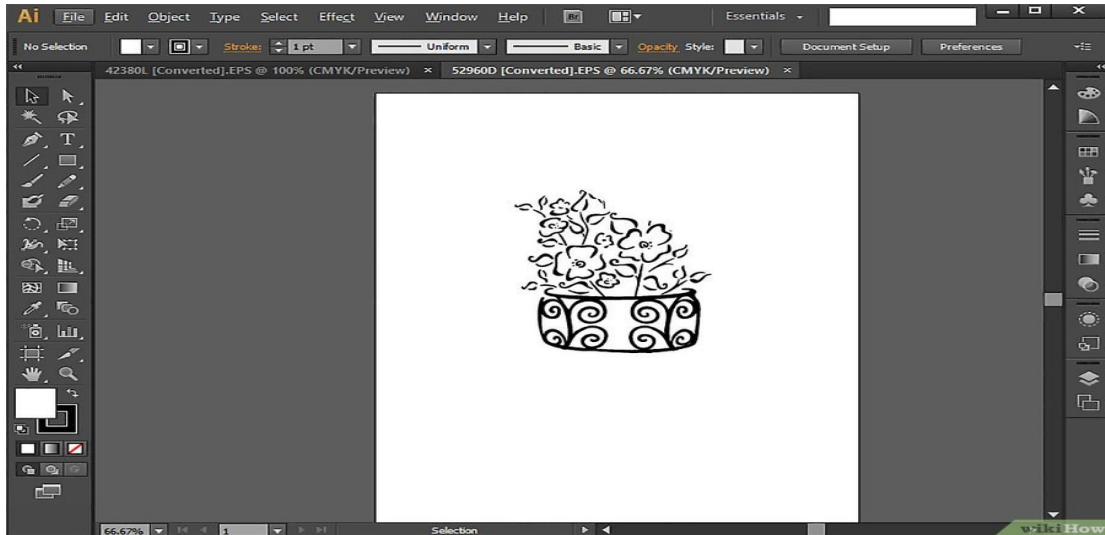 Ai File Edit Object Type Select Effect View Window Help Br Essentials
No Selection Stroke: 1 pt Uniform Basic Opacity Style: Document Setup Preferences
42380L [Converted].EPS @ 100% (CMYK/Preview) × 52960D [Converted].EPS @ 66.67% (CMYK/Preview) ×
T
66.67% 1 Selection
wikiHow